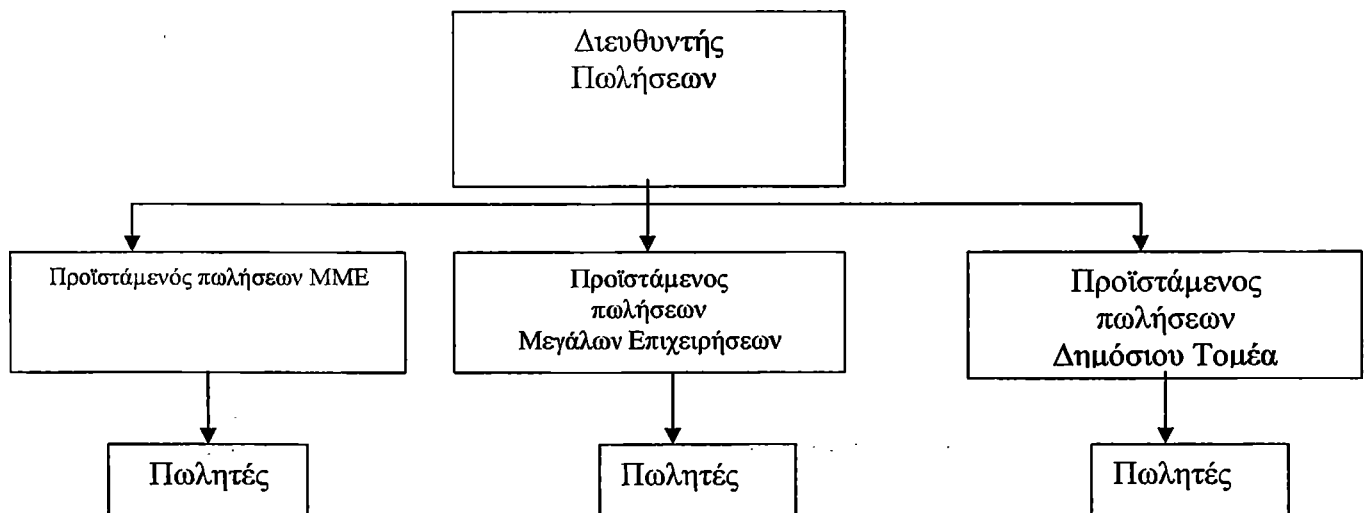 Διευθυντής
Πωλήσεων
Προϊστάμενός πωλήσεων ΜΜΕ
Προϊστάμενος
πωλήσεων
Μεγάλων Επιχειρήσεων
Προϊστάμενος
πωλήσεων
Δημόσιου Τομέα
Πωλητές
Πωλητές
Πωλητές